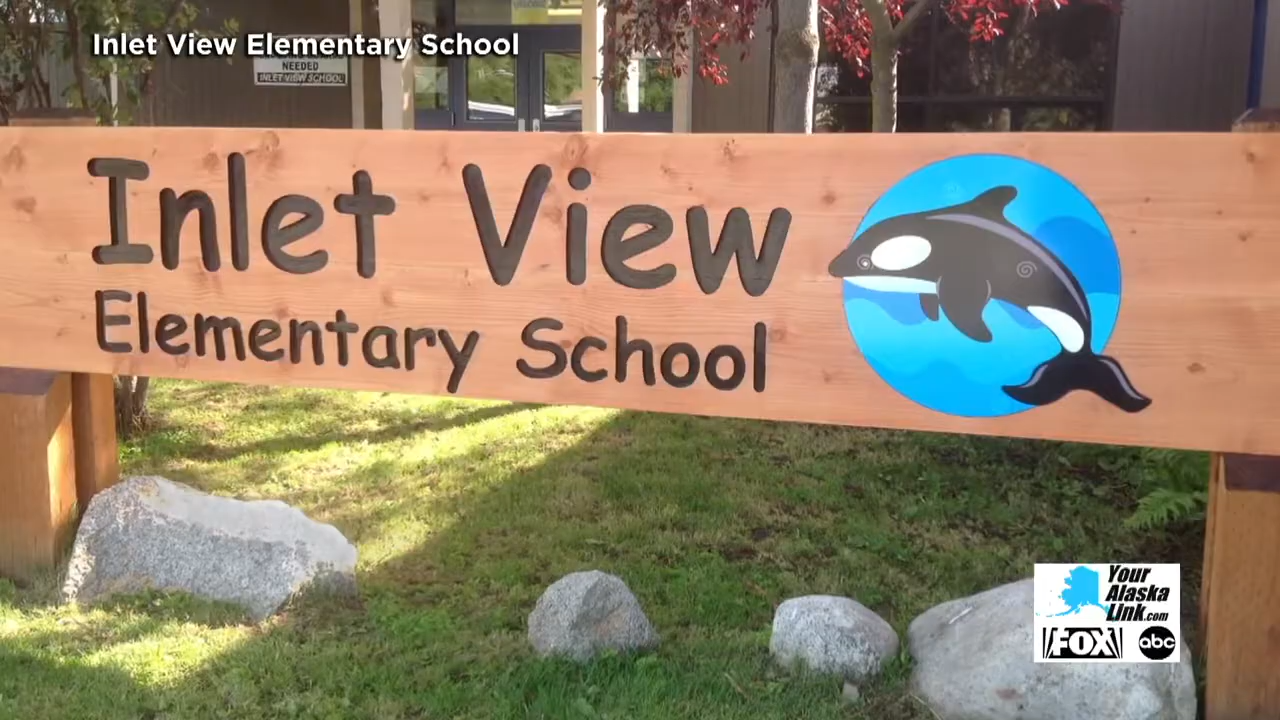 Inlet View Elementary School
NEEDED
INLET VIEW SCHOOL
Inlet View
Elementary School
Your
Alaska
Link.com
FOX
abc